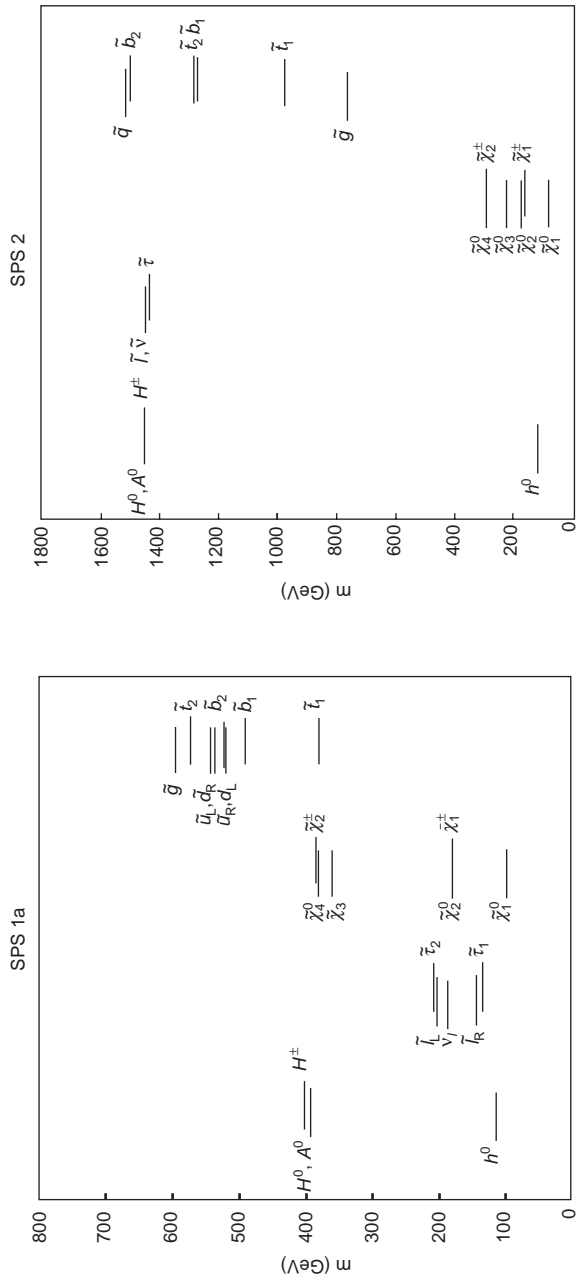 SPS 1a
m (GeV)
800
700
600
500
400
300
200
100
0
H⁰, A⁰
H±
h⁰
l̃_L
ν_l
l̃_R
τ̃₂
τ̃₁
χ̃⁰₄
χ̃₃
χ̃±₂
χ̃⁰₂
χ̄±₁
χ̃⁰₁
g̃
t̃₂
ũ_L, d̃_R
ũ_R, d_L
b̃₂
b̃₁
t̃₁
SPS 2
m (GeV)
1800
1600
1400
1200
1000
800
600
400
200
0
H⁰, A⁰
H±
l̃, ν̃
τ̃
h⁰
χ̃⁰₄
χ̃±₂
χ̃⁰₃
χ̃⁰₂
χ̃±₁
χ̃⁰₁
q̃
b̃₂
t̃₂ b̃₁
t̃₁
g̃